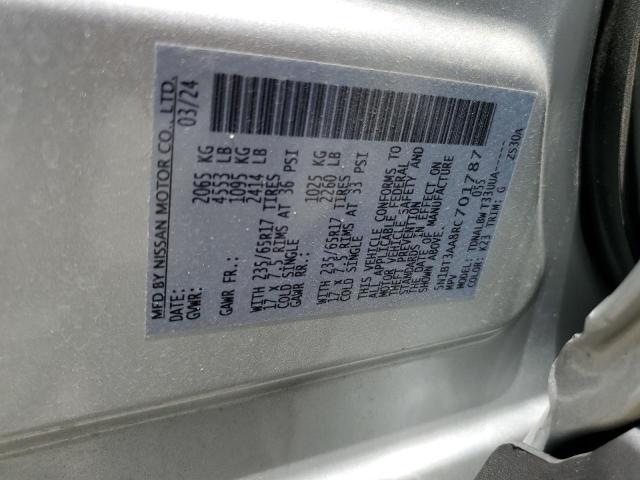 MFD BY NISSAN MOTOR CO., LTD.
DATE: 03/24
GVWR: 2065 KG
4553 LB
GAWR FR.: 1095 KG
2414 LB
WITH 235/65R17 TIRES
17 X 7.5 RIMS AT 36 PSI
COLD SINGLE
GAWR RR: 1025 KG
2260 LB
WITH 235/65R17 TIRES
17 X 7.5 RIMS AT 33 PSI
COLD SINGLE
THIS VEHICLE CONFORMS TO
ALL APPLICABLE FEDERAL
MOTOR VEHICLE SAFETY AND
THEFT PREVENTION
STANDARDS IN EFFECT ON
THE DATE OF MANUFACTURE
5N1BT3AA8RC701787
MPV 035
MODEL:
COLOR: K23 TRIM: G ZS30A